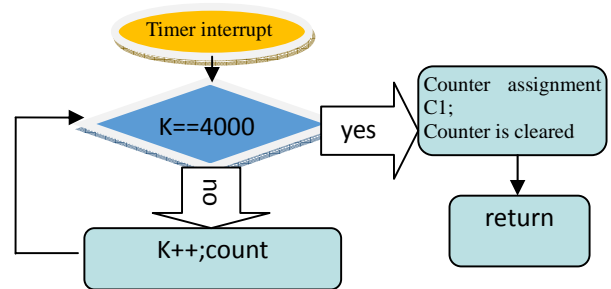 Timer interrupt
K==4000
yes
Counter assignment
C1;
Counter is cleared
no
return
K++;count